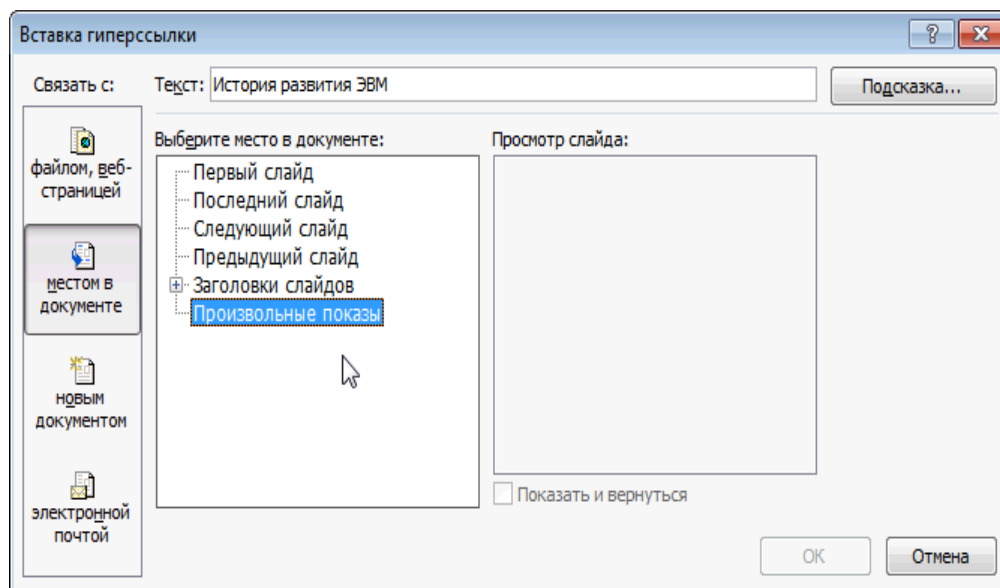 Вставка гиперссылки
Связать с:
Текст: История развития ЭВМ
Подсказка...
файлом, веб-
страницей
местом в
документе
новым
документом
электронной
почтой
Выберите место в документе:
Первый слайд
Последний слайд
Следующий слайд
Предыдущий слайд
Заголовки слайдов
Произвольные показы
Просмотр слайда:
Показать и вернуться
ОК
Отмена